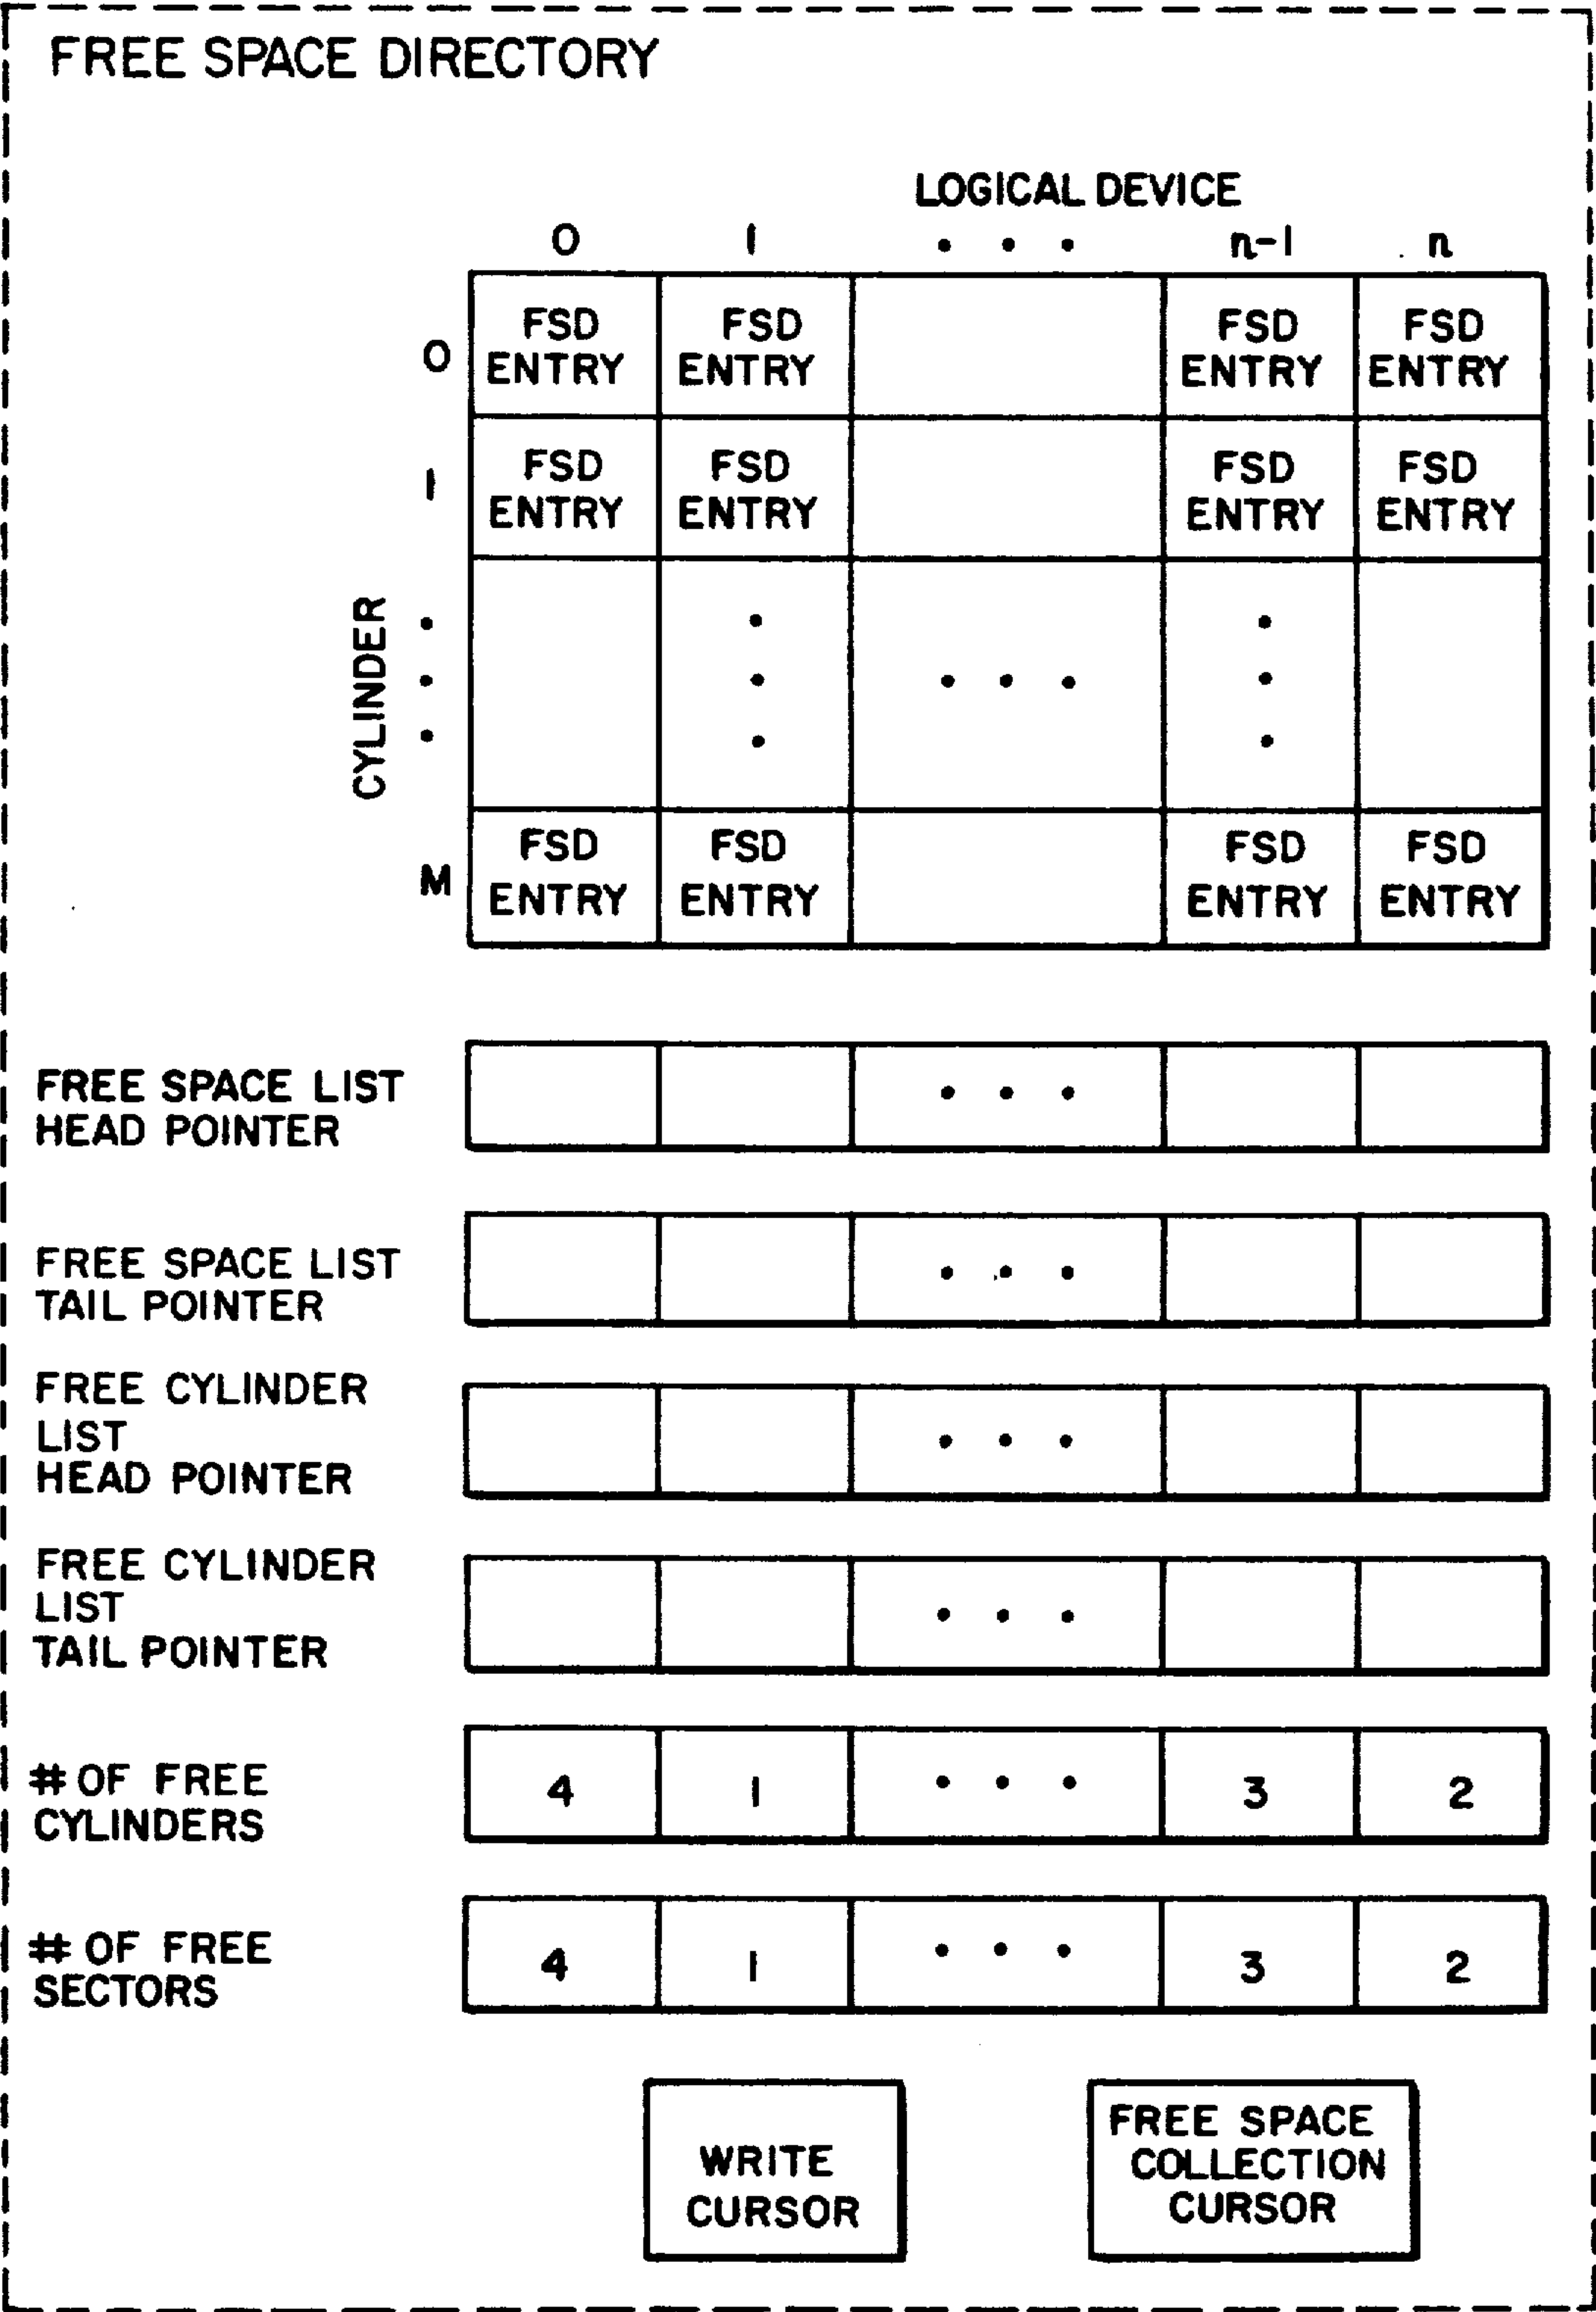 FREE SPACE DIRECTORY
LOGICAL DEVICE
0 1 • • • n-1 n
0 FSD ENTRY FSD ENTRY FSD ENTRY FSD ENTRY
1 FSD ENTRY FSD ENTRY FSD ENTRY FSD ENTRY
CYLINDER
• • •
M FSD ENTRY FSD ENTRY FSD ENTRY FSD ENTRY
FREE SPACE LIST
HEAD POINTER
• • •
FREE SPACE LIST
TAIL POINTER
• • •
FREE CYLINDER
LIST
HEAD POINTER
• • •
FREE CYLINDER
LIST
TAIL POINTER
• • •
# OF FREE
CYLINDERS
4 1 • • • 3 2
# OF FREE
SECTORS
4 1 • • • 3 2
WRITE
CURSOR
FREE SPACE
COLLECTION
CURSOR